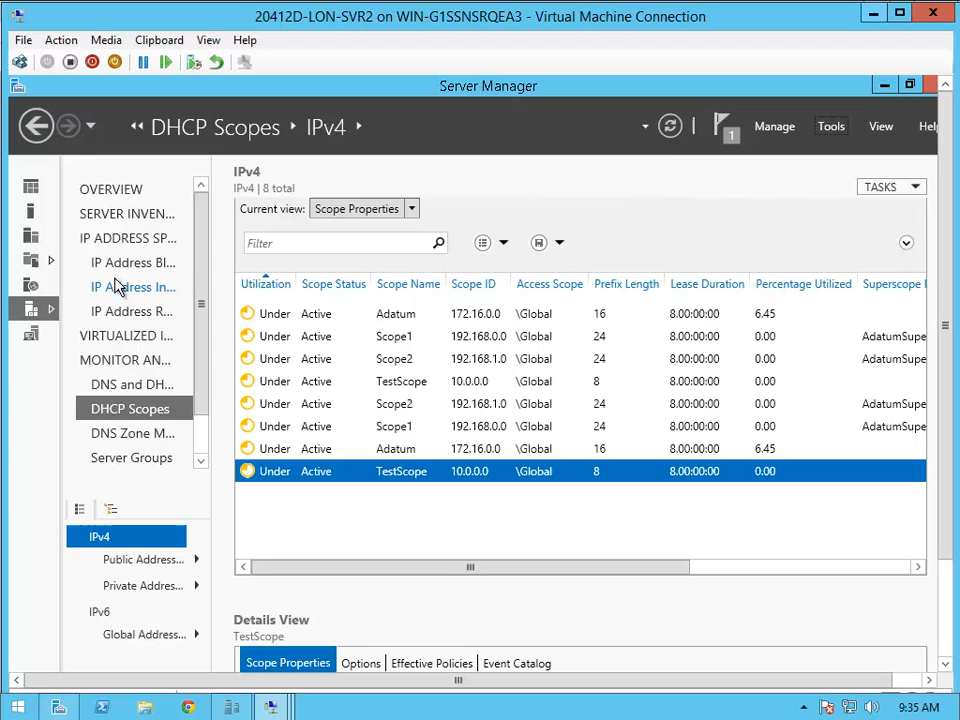 20412D-LON-SVR2 on WIN-G1SSNSRQEA3 - Virtual Machine Connection
File Action Media Clipboard View Help
Server Manager
DHCP Scopes IPv4 1 Manage Tools View Help
OVERVIEW
SERVER INVEN...
IP ADDRESS SP...
IP Address Bl...
IP Address In...
IP Address R...
VIRTUALIZED I...
MONITOR AN...
DNS and DH...
DHCP Scopes
DNS Zone M...
Server Groups
IPv4
Public Address...
Private Addres...
IPv6
Global Address...
IPv4
IPv4 | 8 total
TASKS
Current view: Scope Properties
Filter
Utilization Scope Status Scope Name Scope ID Access Scope Prefix Length Lease Duration Percentage Utilized Superscope
Under Active Adatum 172.16.0.0 \Global 16 8.00:00:00 6.45
Under Active Scope1 192.168.0.0 \Global 24 8.00:00:00 0.00 AdatumSupe
Under Active Scope2 192.168.1.0 \Global 24 8.00:00:00 0.00 AdatumSupe
Under Active TestScope 10.0.0.0 \Global 8 8.00:00:00 0.00
Under Active Scope2 192.168.1.0 \Global 24 8.00:00:00 0.00 AdatumSupe
Under Active Scope1 192.168.0.0 \Global 24 8.00:00:00 0.00 AdatumSupe
Under Active Adatum 172.16.0.0 \Global 16 8.00:00:00 6.45
Under Active TestScope 10.0.0.0 \Global 8 8.00:00:00 0.00
Details View
TestScope
Scope Properties Options Effective Policies Event Catalog
9:35 AM